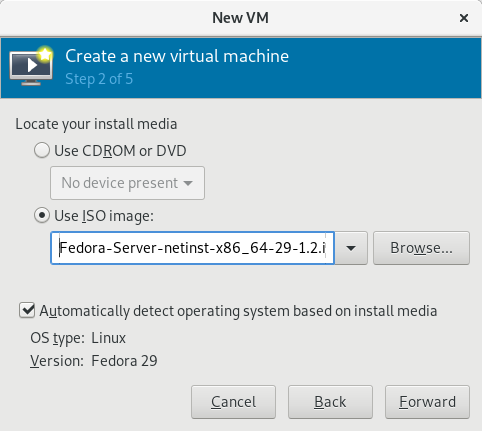 New VM
Create a new virtual machine
Step 2 of 5
Locate your install media
Use CDROM or DVD
No device present
Use ISO image:
Fedora-Server-netinst-x86_64-29-1.2.i
Browse...
Automatically detect operating system based on install media
OS type: Linux
Version: Fedora 29
Cancel
Back
Forward